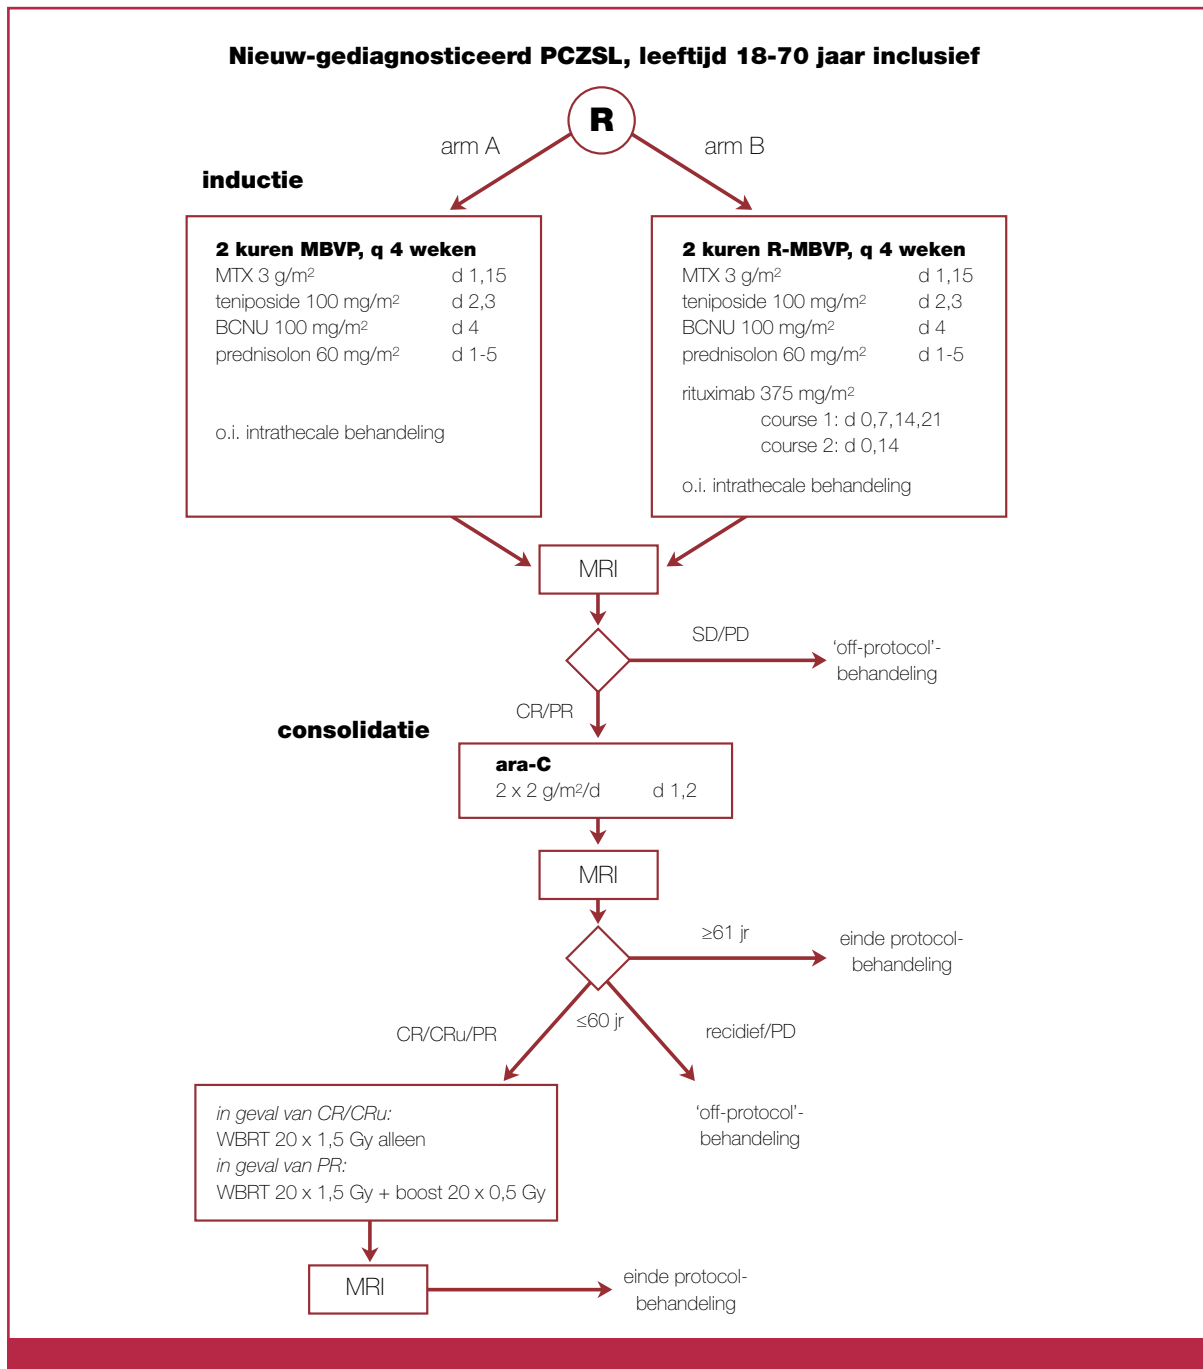 Nieuw-gediagnosticeerd PCZSL, leeftijd 18-70 jaar inclusief
R
arm A
arm B
inductie
2 kuren MBVP, q 4 weken
MTX 3 g/m² d 1,15
teniposide 100 mg/m² d 2,3
BCNU 100 mg/m² d 4
prednisolon 60 mg/m² d 1-5
o.i. intrathecale behandeling
2 kuren R-MBVP, q 4 weken
MTX 3 g/m² d 1,15
teniposide 100 mg/m² d 2,3
BCNU 100 mg/m² d 4
prednisolon 60 mg/m² d 1-5
rituximab 375 mg/m²
course 1: d 0,7,14,21
course 2: d 0,14
o.i. intrathecale behandeling
MRI
SD/PD
'off-protocol'-
behandeling
CR/PR
consolidatie
ara-C
2 x 2 g/m²/d d 1,2
MRI
≥61 jr
einde protocol-
behandeling
CR/CRu/PR
≤60 jr
recidief/PD
'off-protocol'-
behandeling
in geval van CR/CRu:
WBRT 20 x 1,5 Gy alleen
in geval van PR:
WBRT 20 x 1,5 Gy + boost 20 x 0,5 Gy
MRI
einde protocol-
behandeling